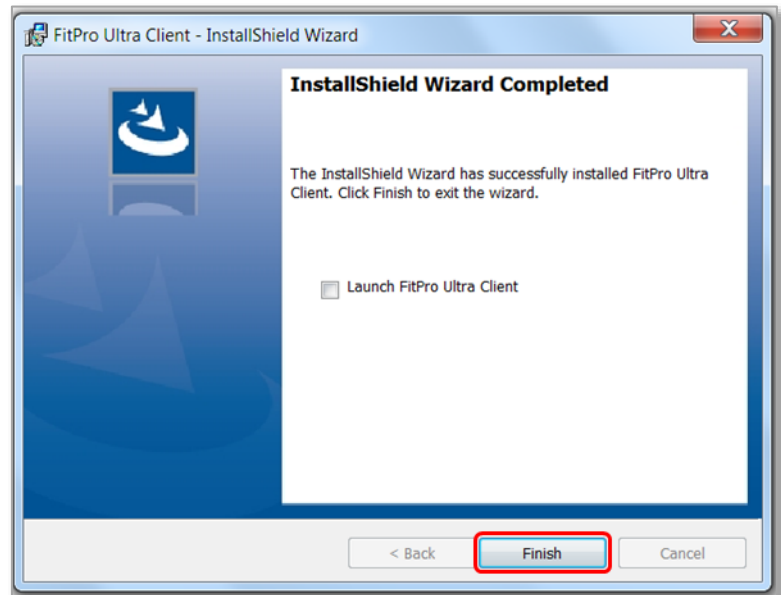 FitPro Ultra Client - InstallShield Wizard
InstallShield Wizard Completed
The InstallShield Wizard has successfully installed FitPro Ultra
Client. Click Finish to exit the wizard.
Launch FitPro Ultra Client
< Back Finish Cancel